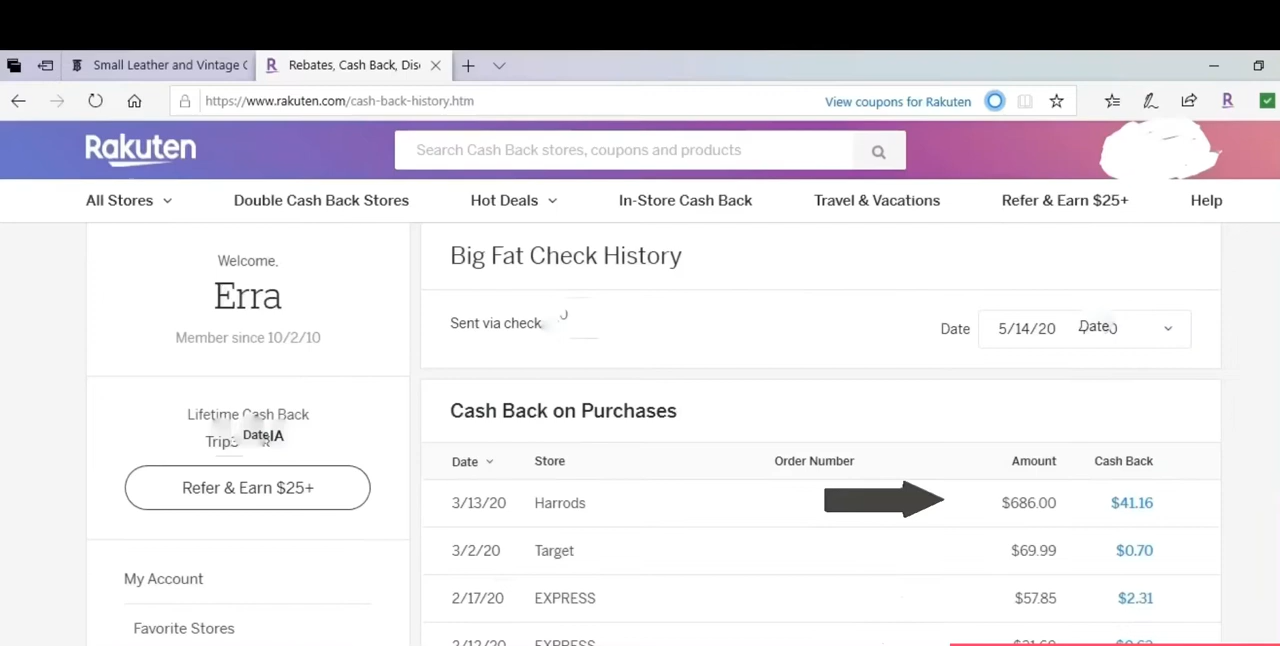 Small Leather and Vintage
Rebates, Cash Back, Dis
https://www.rakuten.com/cash-back-history.htm
View coupons for Rakuten
R
Rakuten
Search Cash Back stores, coupons and products
All Stores Double Cash Back Stores Hot Deals In-Store Cash Back Travel & Vacations Refer & Earn $25+ Help
Welcome,
Erra
Member since 10/2/10
Lifetime Cash Back
Refer & Earn $25+
My Account
Favorite Stores
Big Fat Check History
Sent via check
Date 5/14/20 Date
Cash Back on Purchases
Date Store Order Number Amount Cash Back
3/13/20 Harrods $686.00 $41.16
3/2/20 Target $69.99 $0.70
2/17/20 EXPRESS $57.85 $2.31
EXPRESS